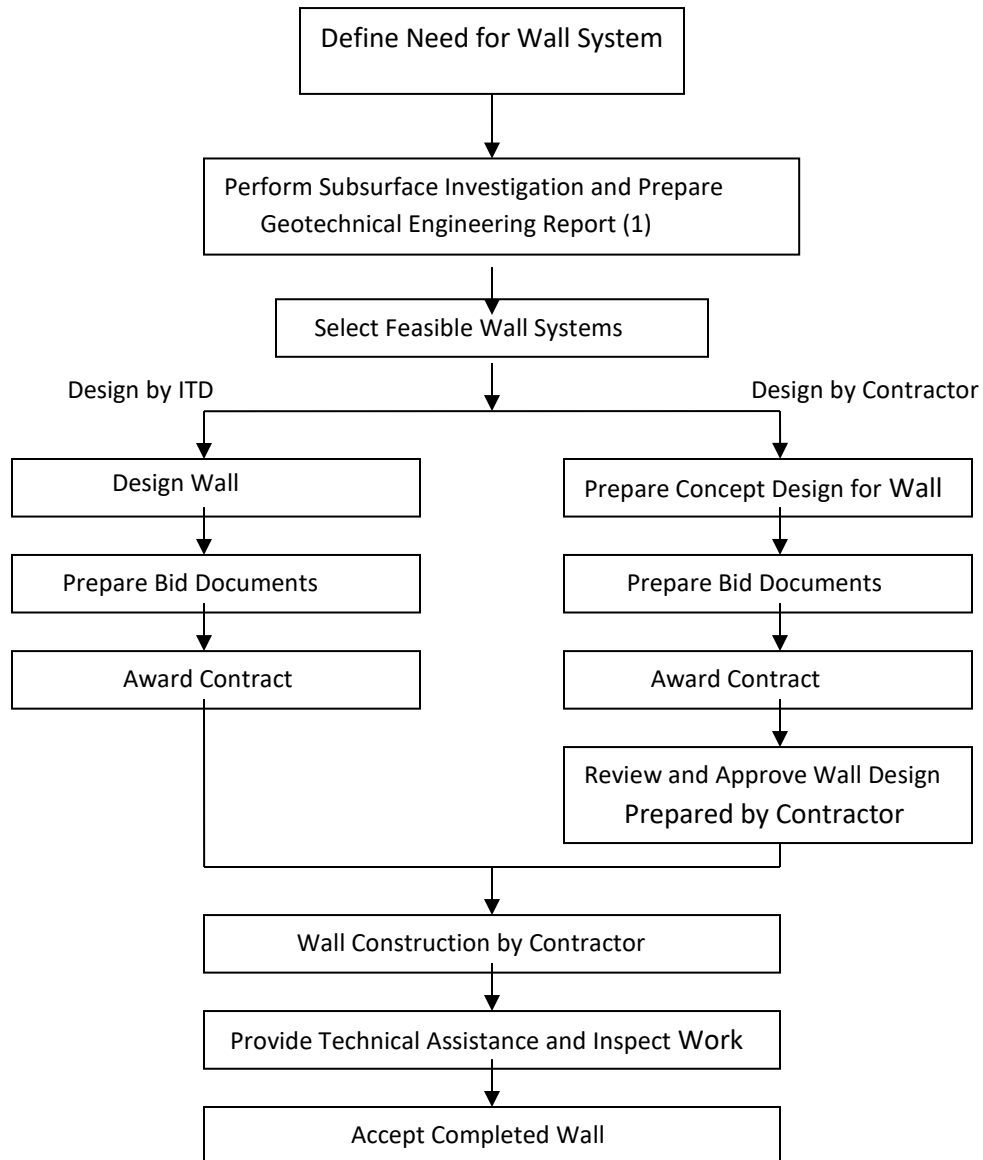 Define Need for Wall System
Perform Subsurface Investigation and Prepare
Geotechnical Engineering Report (1)
Select Feasible Wall Systems
Design by ITD
Design by Contractor
Design Wall
Prepare Bid Documents
Award Contract
Prepare Concept Design for Wall
Prepare Bid Documents
Award Contract
Review and Approve Wall Design
Prepared by Contractor
Wall Construction by Contractor
Provide Technical Assistance and Inspect Work
Accept Completed Wall